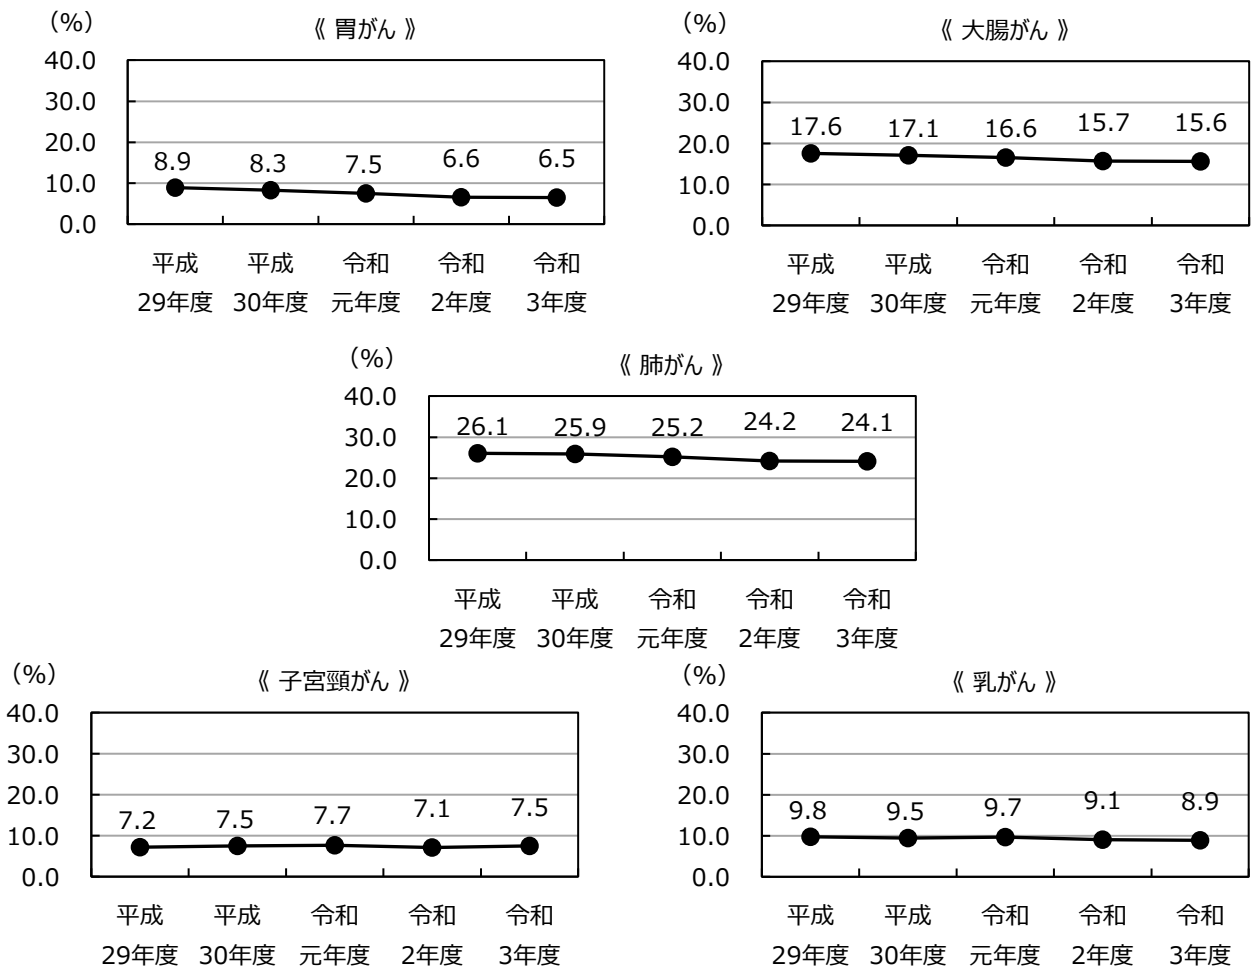 (%)
《 胃がん 》
40.0
30.0
20.0
10.0
0.0
8.9 8.3 7.5 6.6 6.5
平成 平成 令和 令和 令和
29年度 30年度 元年度 2年度 3年度
(%)
《 大腸がん 》
40.0
30.0
20.0
10.0
0.0
17.6 17.1 16.6 15.7 15.6
平成 平成 令和 令和 令和
29年度 30年度 元年度 2年度 3年度
(%)
《 肺がん 》
40.0
30.0
20.0
10.0
0.0
26.1 25.9 25.2 24.2 24.1
平成 平成 令和 令和 令和
29年度 30年度 元年度 2年度 3年度
(%)
《 子宮頸がん 》
40.0
30.0
20.0
10.0
0.0
7.2 7.5 7.7 7.1 7.5
平成 平成 令和 令和 令和
29年度 30年度 元年度 2年度 3年度
(%)
《 乳がん 》
40.0
30.0
20.0
10.0
0.0
9.8 9.5 9.7 9.1 8.9
平成 平成 令和 令和 令和
29年度 30年度 元年度 2年度 3年度